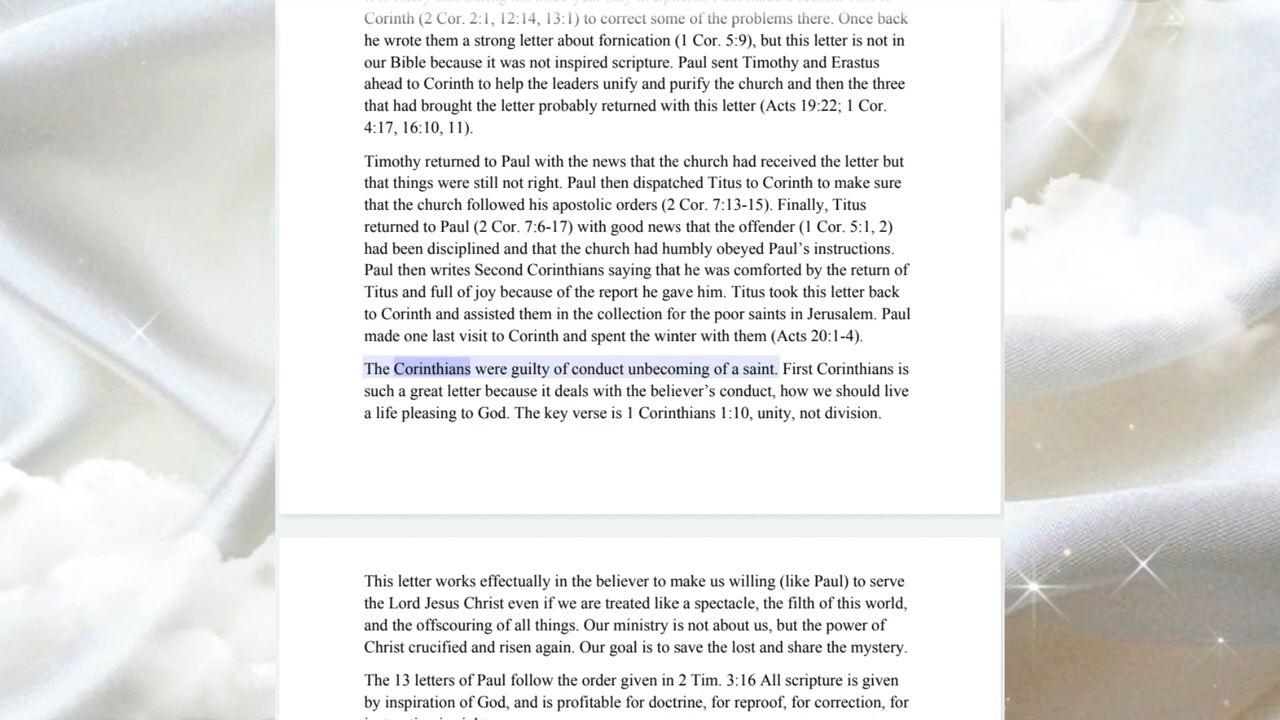 Corinth (2 Cor. 2:1, 12:14, 13:1) to correct some of the problems there. Once back
he wrote them a strong letter about fornication (1 Cor. 5:9), but this letter is not in
our Bible because it was not inspired scripture. Paul sent Timothy and Erastus
ahead to Corinth to help the leaders unify and purify the church and then the three
that had brought the letter probably returned with this letter (Acts 19:22; 1 Cor.
4:17, 16:10, 11).
Timothy returned to Paul with the news that the church had received the letter but
that things were still not right. Paul then dispatched Titus to Corinth to make sure
that the church followed his apostolic orders (2 Cor. 7:13-15). Finally, Titus
returned to Paul (2 Cor. 7:6-17) with good news that the offender (1 Cor. 5:1, 2)
had been disciplined and that the church had humbly obeyed Paul’s instructions.
Paul then writes Second Corinthians saying that he was comforted by the return of
Titus and full of joy because of the report he gave him. Titus took this letter back
to Corinth and assisted them in the collection for the poor saints in Jerusalem. Paul
made one last visit to Corinth and spent the winter with them (Acts 20:1-4).
The Corinthians were guilty of conduct unbecoming of a saint. First Corinthians is
such a great letter because it deals with the believer’s conduct, how we should live
a life pleasing to God. The key verse is 1 Corinthians 1:10, unity, not division.
This letter works effectually in the believer to make us willing (like Paul) to serve
the Lord Jesus Christ even if we are treated like a spectacle, the filth of this world,
and the offscouring of all things. Our ministry is not about us, but the power of
Christ crucified and risen again. Our goal is to save the lost and share the mystery.
The 13 letters of Paul follow the order given in 2 Tim. 3:16 All scripture is given
by inspiration of God, and is profitable for doctrine, for reproof, for correction, for